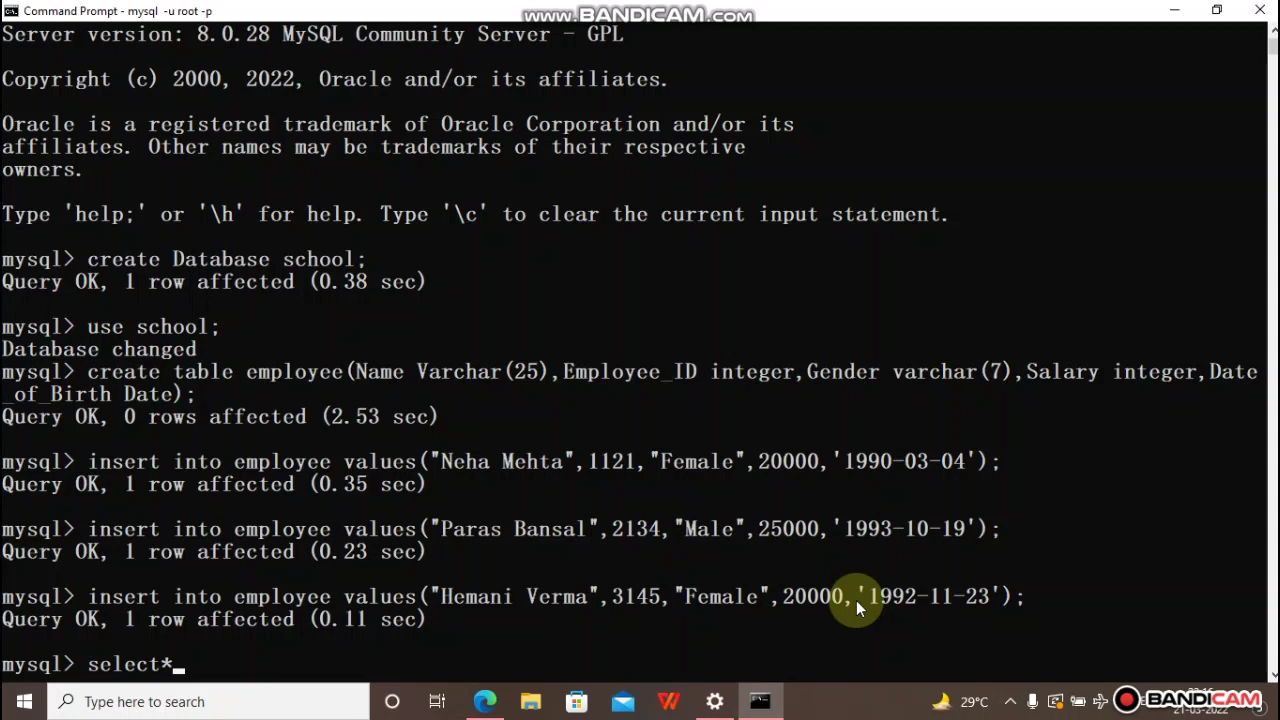 Command Prompt - mysql -u root -p
www.BANDICAM.com
Server version: 8.0.28 MySQL Community Server - GPL
Copyright (c) 2000, 2022, Oracle and/or its affiliates.
Oracle is a registered trademark of Oracle Corporation and/or its
affiliates. Other names may be trademarks of their respective
owners.
Type 'help;' or '\h' for help. Type '\c' to clear the current input statement.
mysql> create Database school;
Query OK, 1 row affected (0.38 sec)
mysql> use school;
Database changed
mysql> create table employee(Name Varchar(25),Employee_ID integer,Gender varchar(7),Salary integer,Date
_of_Birth Date);
Query OK, 0 rows affected (2.53 sec)
mysql> insert into employee values("Neha Mehta",1121,"Female",20000,'1990-03-04');
Query OK, 1 row affected (0.35 sec)
mysql> insert into employee values("Paras Bansal",2134,"Male",25000,'1993-10-19');
Query OK, 1 row affected (0.23 sec)
mysql> insert into employee values("Hemani Verma",3145,"Female",20000,'1992-11-23');
Query OK, 1 row affected (0.11 sec)
mysql> select*_
Type here to search
29°C
BANDICAM
21-03-2022